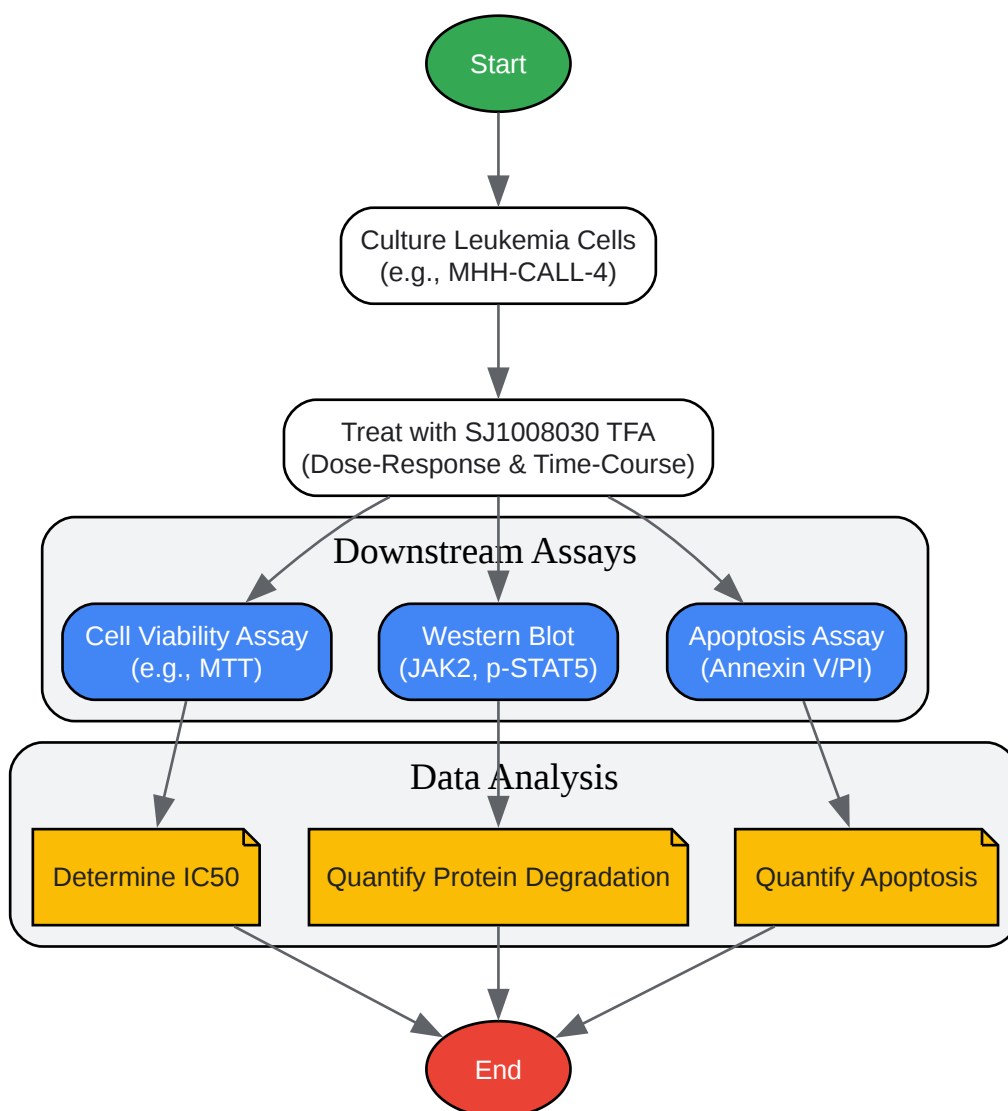 Start
Culture Leukemia Cells
(e.g., MHH-CALL-4)
Treat with SJ1008030 TFA
(Dose-Response & Time-Course)
Downstream Assays
Cell Viability Assay
(e.g., MTT)
Western Blot
(JAK2, p-STAT5)
Apoptosis Assay
(Annexin V/PI)
Data Analysis
Determine IC50
Quantify Protein Degradation
Quantify Apoptosis
End